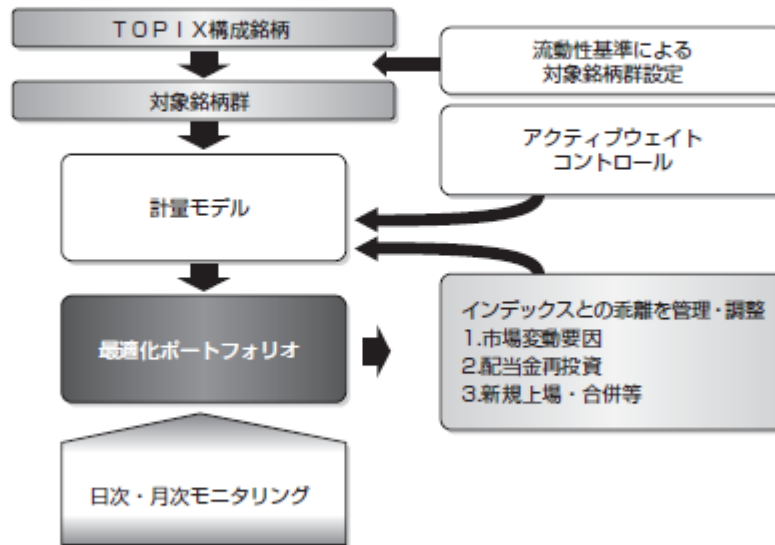 ＴＯＰＩＸ構成銘柄
流動性基準による
対象銘柄群設定
対象銘柄群
アクティブウェイト
コントロール
計量モデル
最適化ポートフォリオ
インデックスとの乖離を管理・調整
1.市場変動要因
2.配当金再投資
3.新規上場・合併等
日次・月次モニタリング